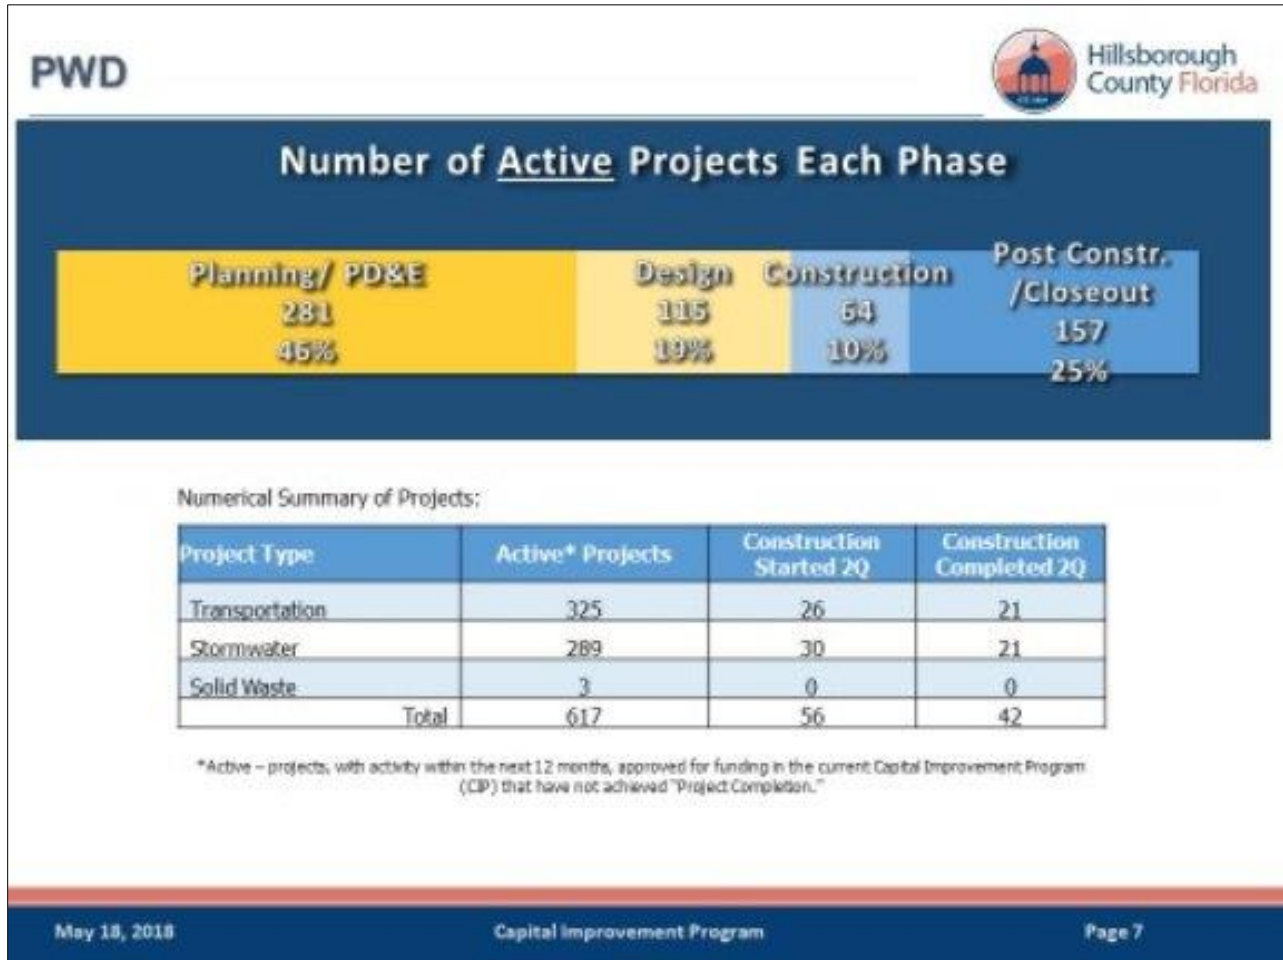 PWD
Hillsborough
County Florida
Number of Active Projects Each Phase
Planning/ PD&E
281
46%
Design
115
19%
Construction
64
10%
Post Constr.
/Closeout
157
25%
Numerical Summary of Projects:
Project Type Active* Projects Construction Started 2Q Construction Completed 2Q
Transportation 325 26 21
Stormwater 289 30 21
Solid Waste 3 0 0
Total 617 56 42
*Active – projects, with activity within the next 12 months, approved for funding in the current Capital Improvement Program
(CIP) that have not achieved "Project Completion."
May 18, 2018 Capital Improvement Program Page 7